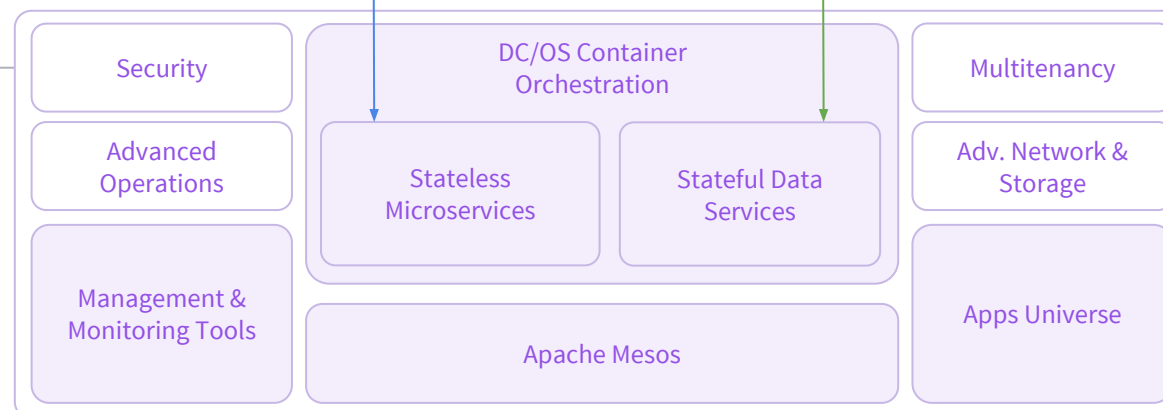 Security
DC/OS Container
Orchestration
Multitenancy
Advanced
Operations
Stateless
Microservices
Stateful Data
Services
Adv. Network &
Storage
Management &
Monitoring Tools
Apache Mesos
Apps Universe